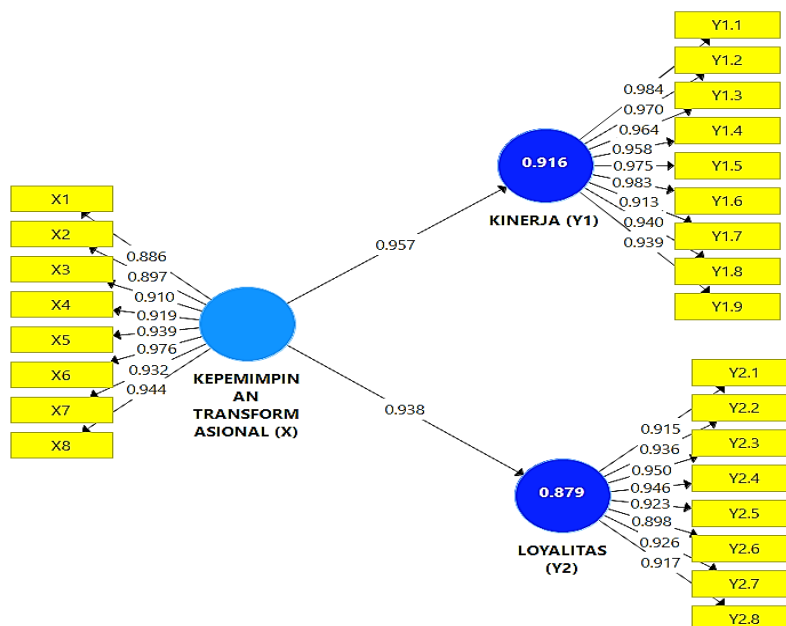 X1
X2
X3
X4
X5
X6
X7
X8
0.886
0.897
0.910
0.919
0.939
0.976
0.932
0.944
KEPEMIMPIN
AN
TRANSFORM
ASIONAL (X)
0.957
0.938
0.916
KINERJA (Y1)
0.984
0.970
0.964
0.958
0.975
0.983
0.913
0.940
0.939
Y1.1
Y1.2
Y1.3
Y1.4
Y1.5
Y1.6
Y1.7
Y1.8
Y1.9
0.879
LOYALITAS
(Y2)
0.915
0.936
0.950
0.946
0.923
0.898
0.926
0.917
Y2.1
Y2.2
Y2.3
Y2.4
Y2.5
Y2.6
Y2.7
Y2.8